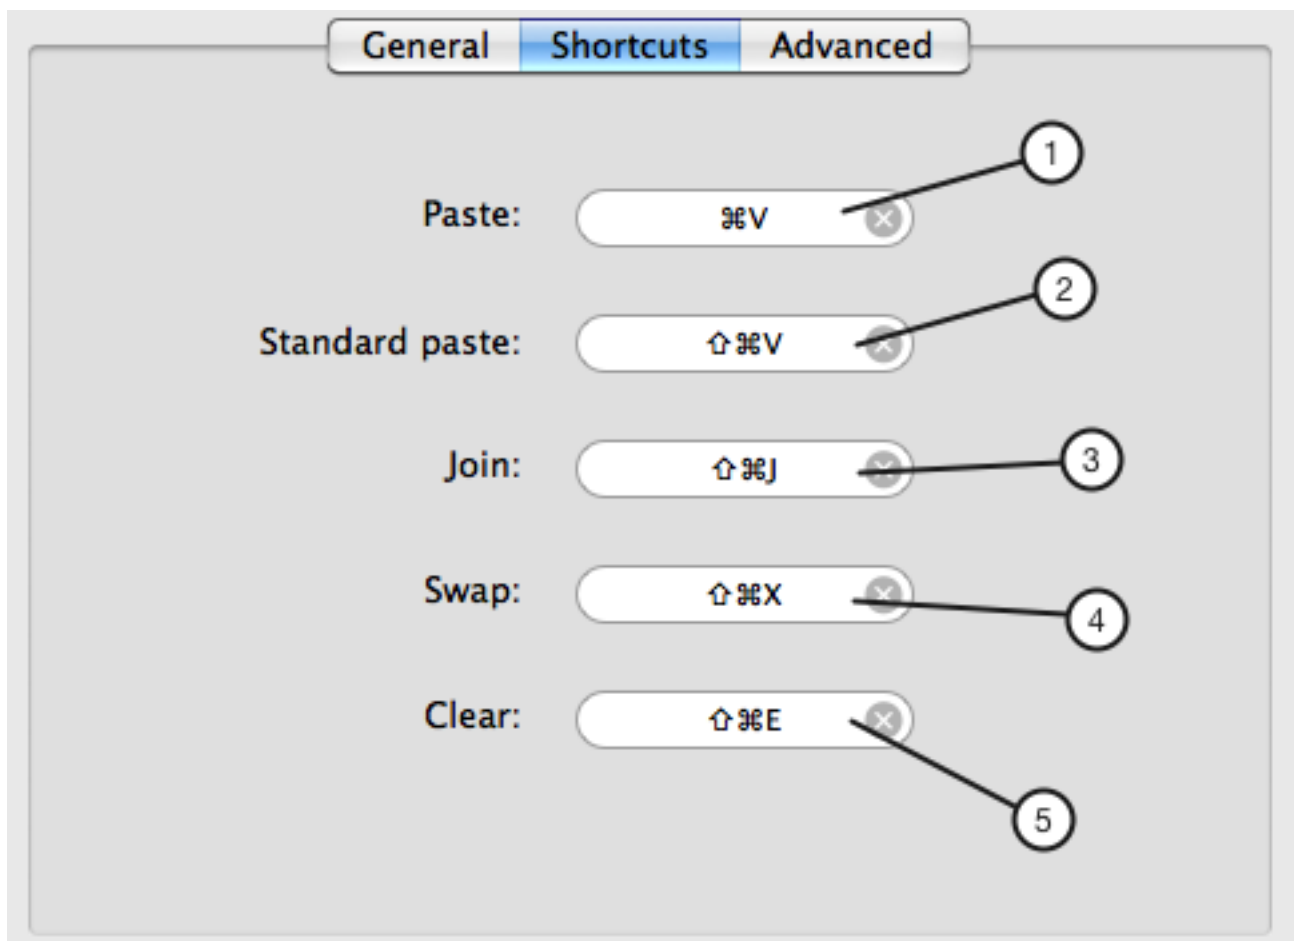 General Shortcuts Advanced
1
Paste: ⌘V
2
Standard paste: ⇧⌘V
Join: ⇧⌘J 3
Swap: ⇧⌘X 4
Clear: ⇧⌘E
5